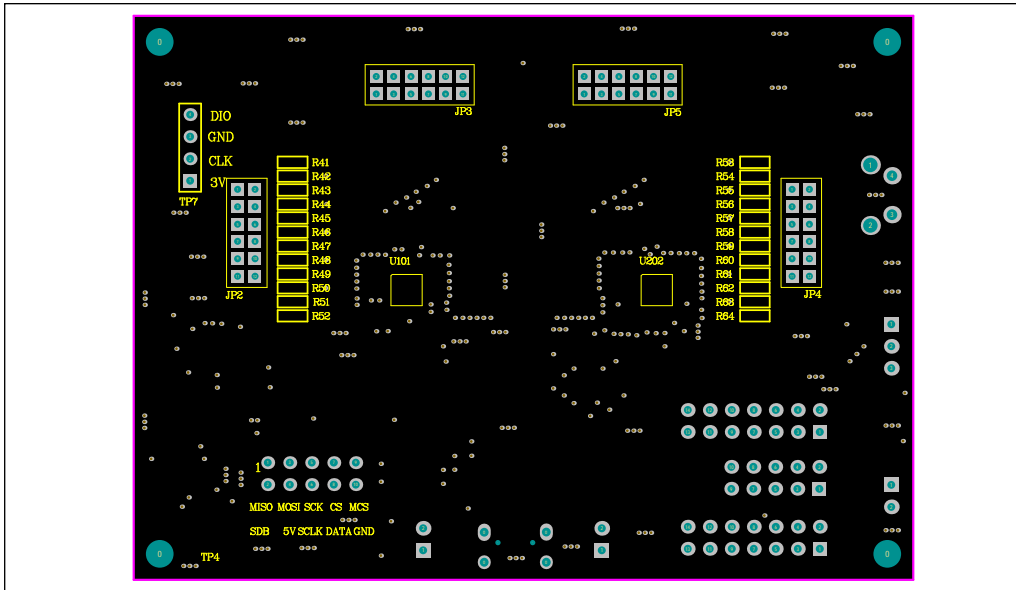 JP3
JP5
DIO
GND
CLK
3V
TP7
JP2
R41
R42
R43
R44
R45
R46
R47
R48
R49
R50
R51
R52
U101
U202
R53
R54
R55
R56
R57
R58
R59
R60
R61
R62
R63
R64
JP4
1
MISO MOSI SCK CS MCS
SDB 5V SCLK DATA GND
TP4